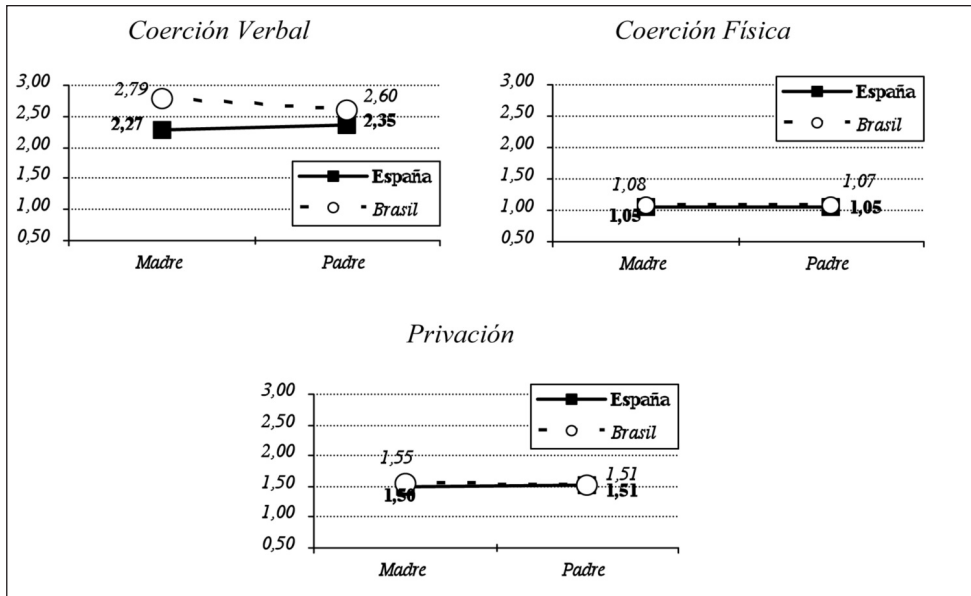 Coerción Verbal
3,00
2,50
2,00
1,50
1,00
0,50
2,79
2,27
2,60
2,35
España
Brasil
Madre Padre
Coerción Física
3,00
2,50
2,00
1,50
1,00
0,50
España
Brasil
1,08
1,05
1,07
1,05
Madre Padre
Privación
3,00
2,50
2,00
1,50
1,00
0,50
España
Brasil
1,55
1,50
1,51
1,51
Madre Padre